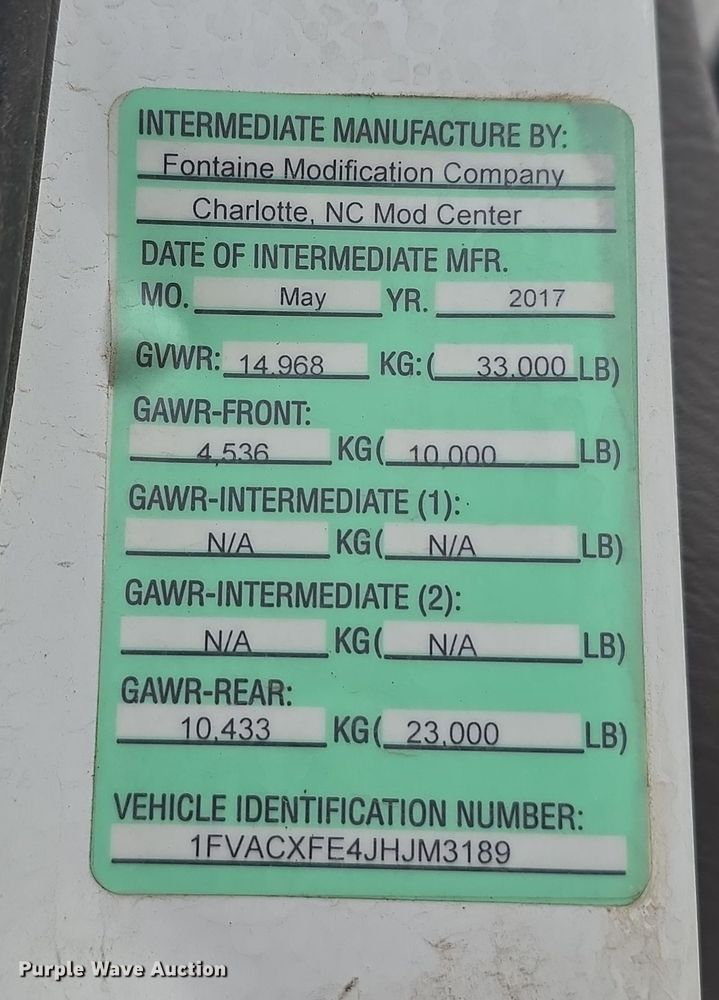 INTERMEDIATE MANUFACTURE BY:
Fontaine Modification Company
Charlotte, NC Mod Center
DATE OF INTERMEDIATE MFR.
MO. May YR. 2017
GVWR: 14,968 KG: ( 33,000 LB)
GAWR-FRONT:
4,536 KG ( 10,000 LB)
GAWR-INTERMEDIATE (1):
N/A KG ( N/A LB)
GAWR-INTERMEDIATE (2):
N/A KG ( N/A LB)
GAWR-REAR:
10,433 KG ( 23,000 LB)
VEHICLE IDENTIFICATION NUMBER:
1FVACXFE4JHJM3189
Purple Wave Auction